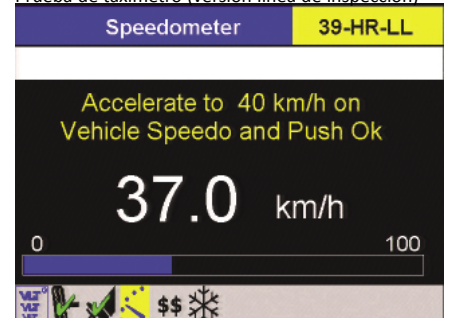 Prueba de taxímetro (versión línea de inspección)
Speedometer 39-HR-LL
Accelerate to 40 km/h on
Vehicle Speedo and Push Ok
37.0 km/h
0 100
VLT
$$